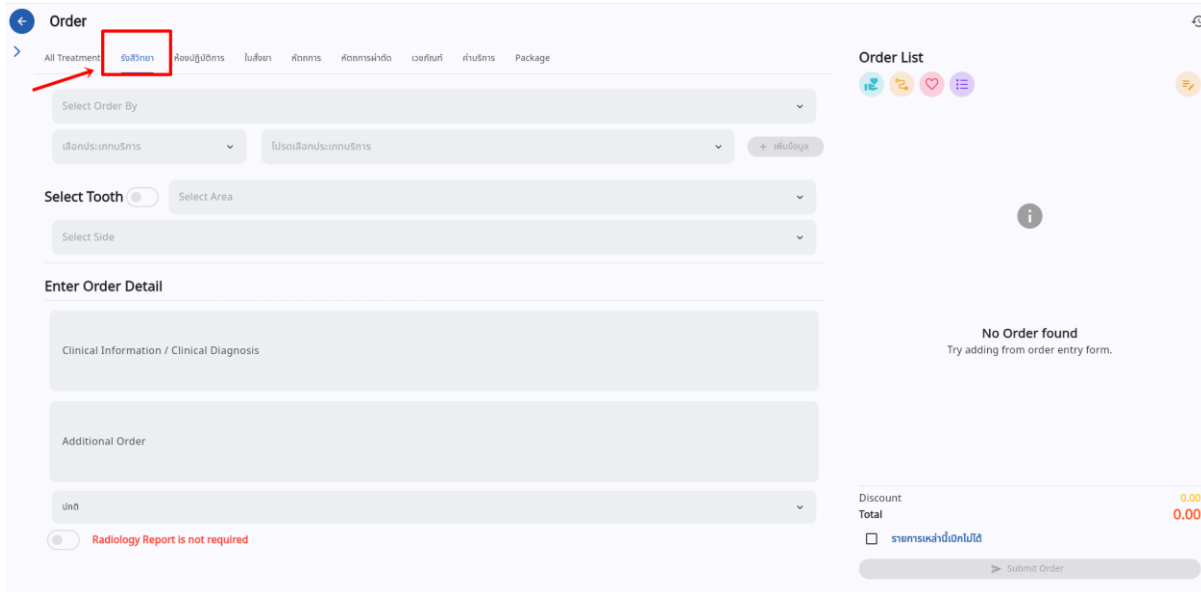 Order
All Treatment รังสีวิทยา ห้องปฏิบัติการ ใบสั่งยา หัตถการ หัตถการผ่าตัด เวชภัณฑ์ ค่าบริการ Package
Select Order By
เลือกประเภทบริการ โปรดเลือกประเภทบริการ + เพิ่มข้อมูล
Select Tooth Select Area
Select Side
Enter Order Detail
Clinical Information / Clinical Diagnosis
Additional Order
ปกติ
Radiology Report is not required
Order List
No Order found
Try adding from order entry form.
Discount 0.00
Total 0.00
รายการเหล่านี้เบิกไม่ได้
Submit Order